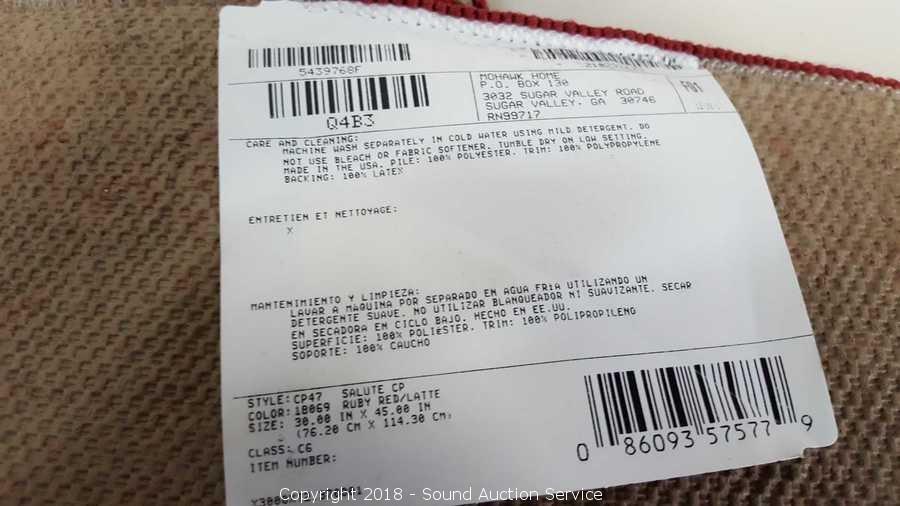 5439768F
Q4B3
MOHAWK HOME
P.O. BOX 130
3032 SUGAR VALLEY ROAD
SUGAR VALLEY, GA 30746
RN99717
F01
CARE AND CLEANING:
MACHINE WASH SEPARATELY IN COLD WATER USING MILD DETERGENT. DO
NOT USE BLEACH OR FABRIC SOFTENER. TUMBLE DRY ON LOW SETTING.
MADE IN THE USA. PILE: 100% POLYESTER. TRIM: 100% POLYPROPYLENE
BACKING: 100% LATEX
ENTRETIEN ET NETTOYAGE:
X
MANTENIMIENTO Y LIMPIEZA:
LAVAR A MÁQUINA POR SEPARADO EN AGUA FRíA UTILIZANDO UN
DETERGENTE SUAVE. NO UTILIZAR BLANQUEADOR NI SUAVIZANTE. SECAR
EN SECADORA EN CICLO BAJO. HECHO EN EE.UU.
SUPERFICIE: 100% POLIéSTER. TRIM: 100% POLIPROPILENO
SOPORTE: 100% CAUCHO
STYLE: CP47 SALUTE CP
COLOR: 18069 RUBY RED/LATTE
SIZE: 30.00 IN X 45.00 IN
(76.20 CM X 114.30 CM)
CLASS: C6
ITEM NUMBER:
0 86093 57577 9
Copyright 2018 - Sound Auction Service